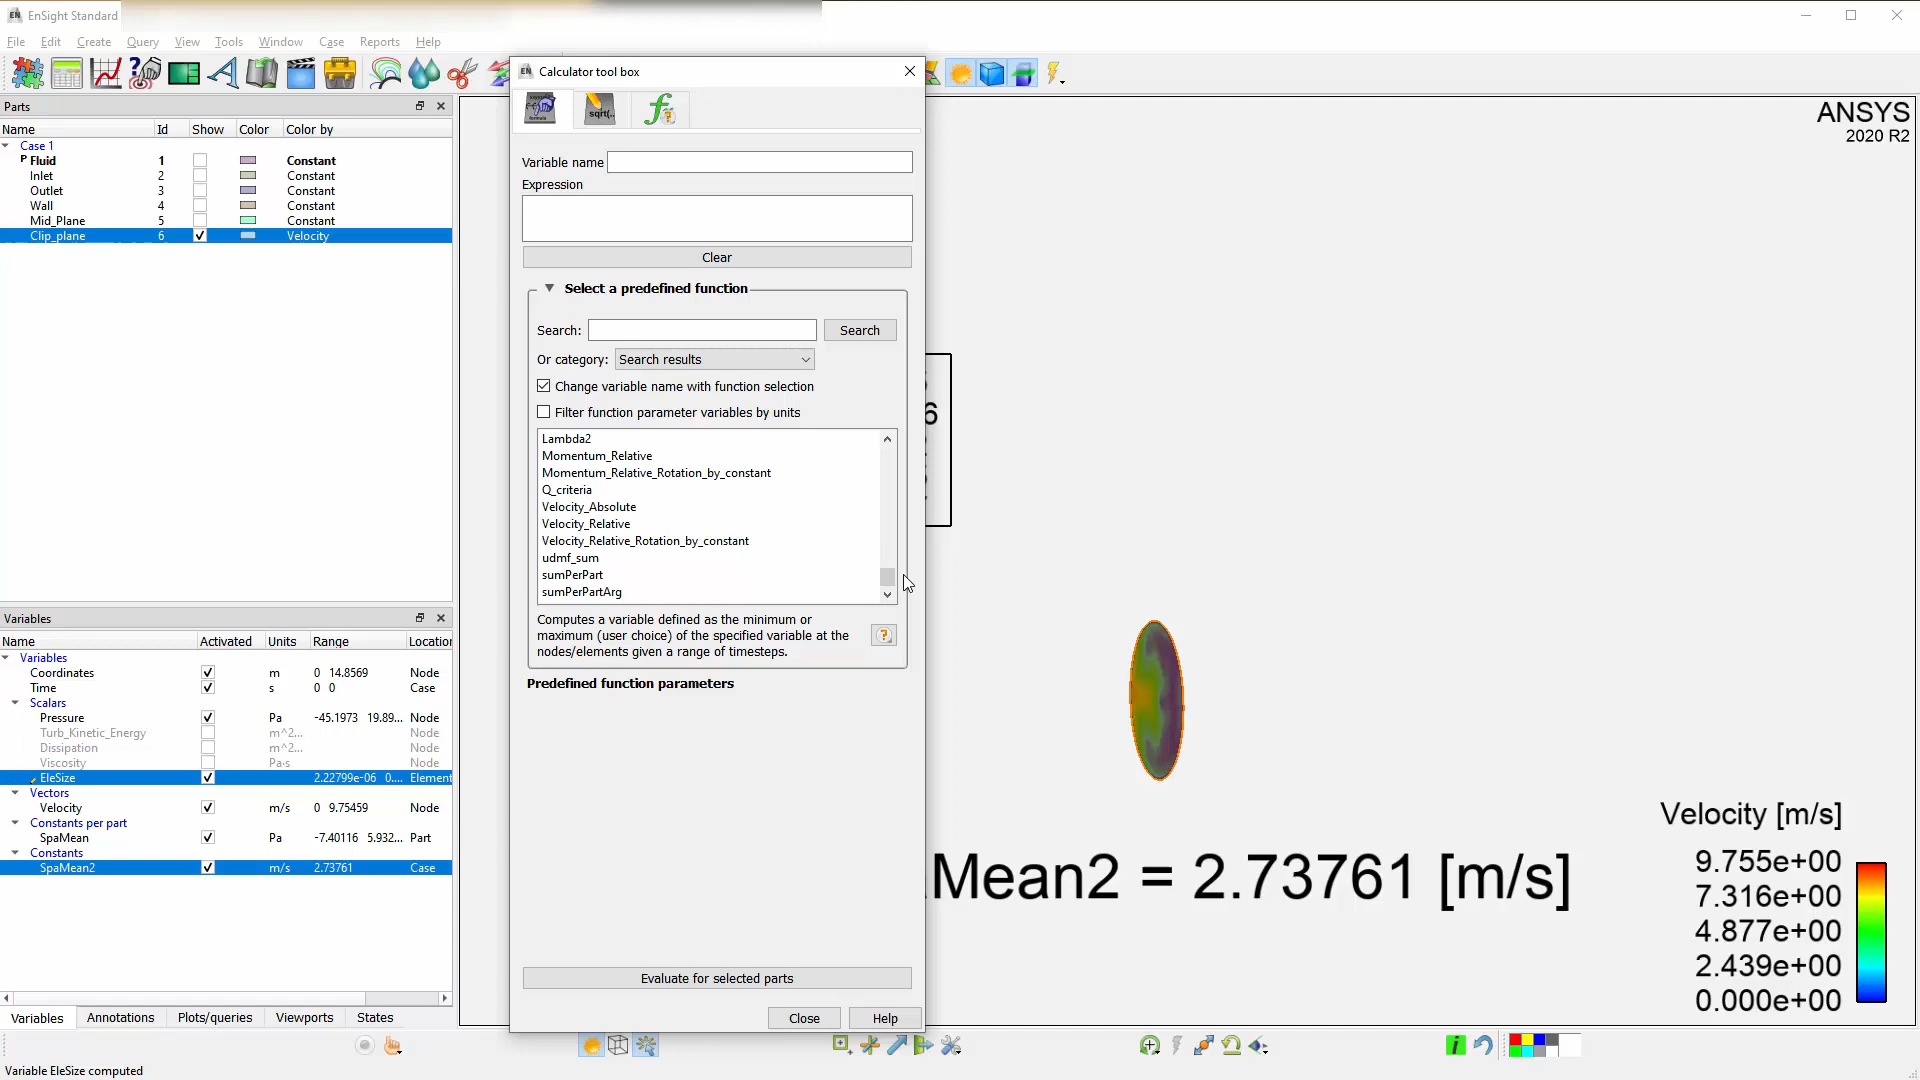 EnSight Standard
File Edit Create Query View Tools Window Case Reports Help
Parts
Name Id Show Color Color by
Case 1
P Fluid 1 Constant
Inlet 2 Constant
Outlet 3 Constant
Wall 4 Constant
Mid_Plane 5 Constant
Clip_plane 6 Velocity
Variables
Name Activated Units Range Location
Variables
Coordinates m 0 14.8569 Node
Time s 0 0 Case
Scalars
Pressure Pa -45.1973 19.89... Node
Turb_Kinetic_Energy m^2... Node
Dissipation m^2... Node
Viscosity Pa·s Node
EleSize 2.22799e-06 0.... Element
Vectors
Velocity m/s 0 9.75459 Node
Constants per part
SpaMean Pa -7.40116 5.932... Part
Constants
SpaMean2 m/s 2.73761 Case
Variables Annotations Plots/queries Viewports States
Variable EleSize computed
EN Calculator tool box
sqrt(..
Variable name
Expression
Clear
Select a predefined function
Search: Search
Or category: Search results
Change variable name with function selection
Filter function parameter variables by units
Lambda2
Momentum_Relative
Momentum_Relative_Rotation_by_constant
Q_criteria
Velocity_Absolute
Velocity_Relative
Velocity_Relative_Rotation_by_constant
udmf_sum
sumPerPart
sumPerPartArg
Computes a variable defined as the minimum or
maximum (user choice) of the specified variable at the
nodes/elements given a range of timesteps.
Predefined function parameters
Evaluate for selected parts
Close Help
ANSYS
2020 R2
6
Mean2 = 2.73761 [m/s]
Velocity [m/s]
9.755e+00
7.316e+00
4.877e+00
2.439e+00
0.000e+00